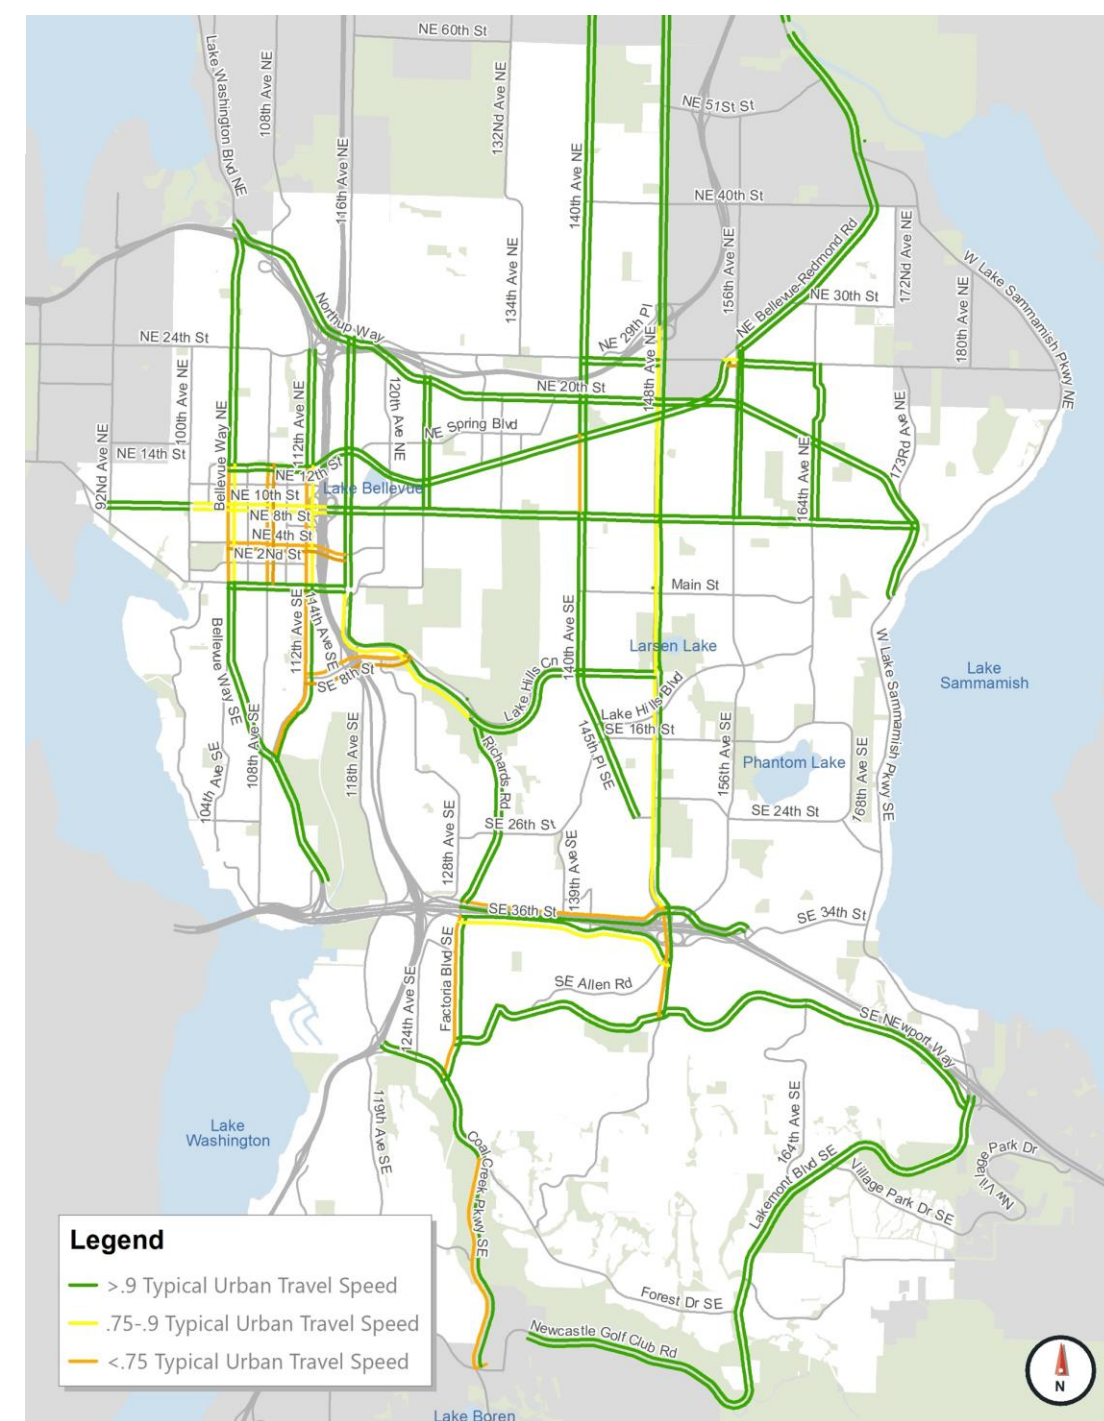 NE 60th St
Lake Washington Blvd NE
108th Ave NE
132Nd Ave NE
NE 51St St
116th Ave NE
140th Ave NE
NE 40th St
172Nd Ave NE
W Lake Sammamish Pkwy NE
156th Ave NE
NE Bellevue-Redmond Rd
134th Ave NE
180th Ave NE
NE 30th St
Northup Way
NE 29th Pl
NE 24th St
148th Ave NE
100th Ave NE
112th Ave NE
120th Ave NE
NE 20th St
92Nd Ave NE
Bellevue Way NE
NE Spring Blvd
173Rd Ave NE
NE 14th St
164th Ave NE
NE 12th St
Lake Bellevue
NE 10th St
NE 8th St
NE 4th St
NE 2Nd St
Main St
112th Ave SE
114th Ave SE
140th Ave SE
Larsen Lake
Bellevue Way SE
SE 8th St
Lake Hills Cn
Lake Hills Blvd
W Lake Sammamish Pkwy SE
Lake
Sammamish
SE 16th St
145th Pl SE
108th Ave SE
118th Ave SE
104th Ave SE
Richards Rd
156th Ave SE
Phantom Lake
168th Ave SE
SE 24th St
SE 26th St
128th Ave SE
139th Ave SE
SE 36th St
SE 34th St
Factoria Blvd SE
124th Ave SE
SE Allen Rd
SE NEwport Way
119th Ave SE
Lake
Washington
Coal Creek Pkwy SE
164th Ave SE
Lakemont Blvd SE
Village Park Dr SE
NW Village Park Dr
Forest Dr SE
Newcastle Golf Club Rd
Lake Boren
Legend
>.9 Typical Urban Travel Speed
.75-.9 Typical Urban Travel Speed
<.75 Typical Urban Travel Speed
N